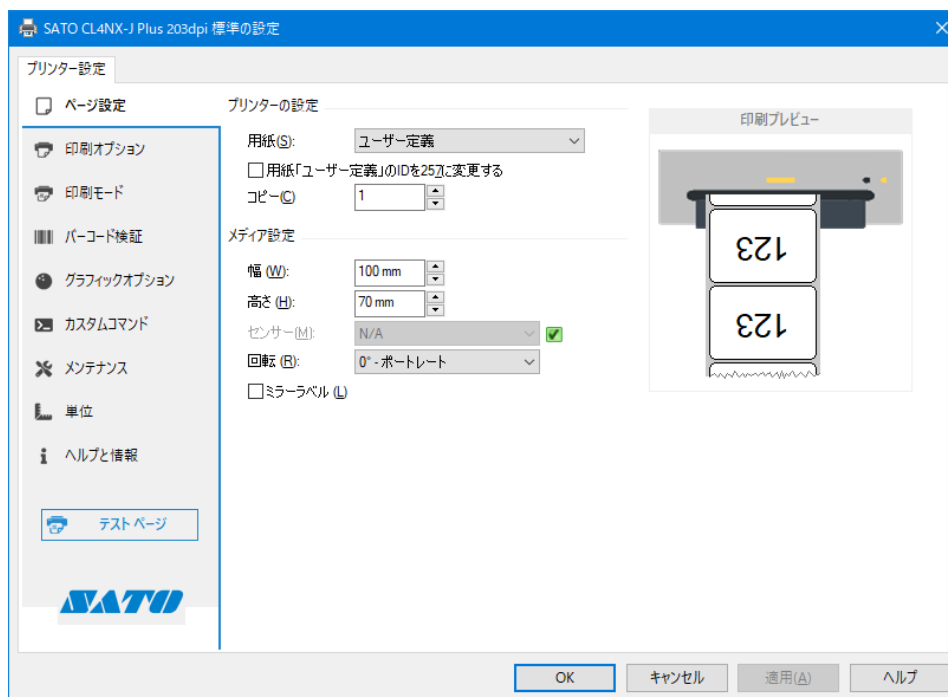 SATO CL4NX-J Plus 203dpi 標準の設定
プリンター設定
ページ設定
印刷オプション
印刷モード
バーコード検証
グラフィックオプション
カスタムコマンド
メンテナンス
単位
ヘルプと情報
テスト ページ
SATO
プリンターの設定
用紙(S): ユーザー定義
用紙「ユーザー定義」のIDを257に変更する
コピー(C) 1
メディア設定
幅 (W): 100 mm
高さ (H): 70 mm
センサー(M): N/A
回転 (R): 0° - ポートレート
ミラーラベル (L)
印刷プレビュー
123
123
OK キャンセル 適用(A) ヘルプ